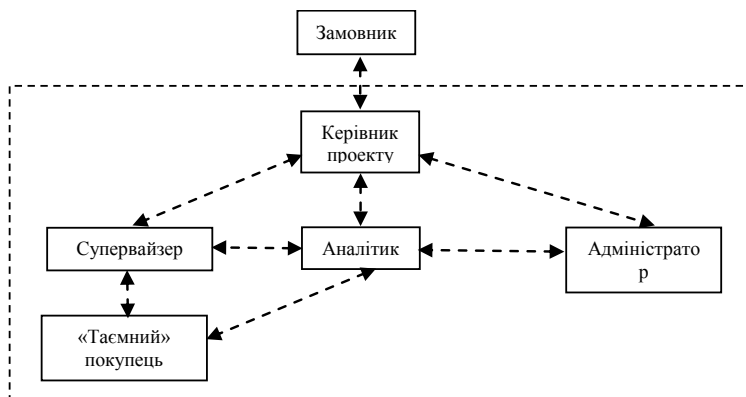 Замовник
Керівник
проекту
Супервайзер
Аналітик
Адміністрато
р
«Таємний»
покупець